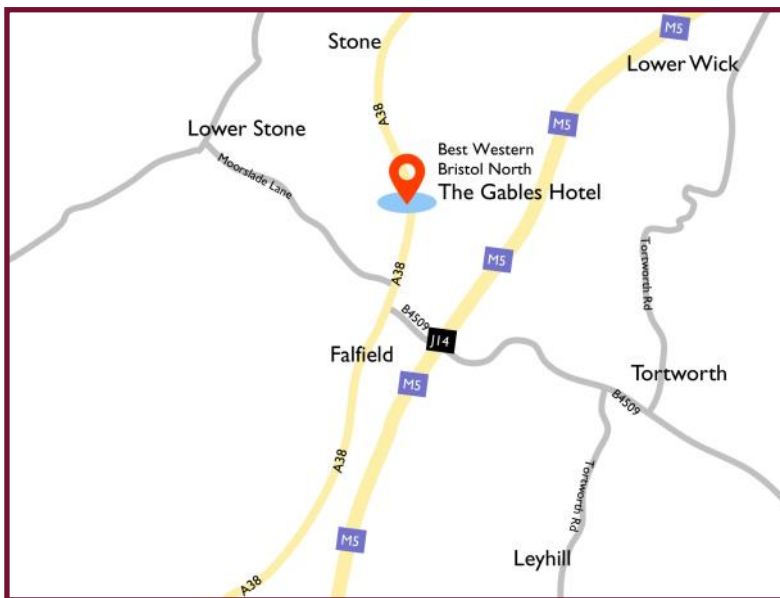 M5
Stone
Lower Wick
A38
M5
Lower Stone
Best Western
Bristol North
The Gables Hotel
Moorslade Lane
M5
Tortworth Rd
A38
B4509
J14
Falfield
Tortworth
M5
B4509
A38
Tortworth Rd
M5
Leyhill
A38